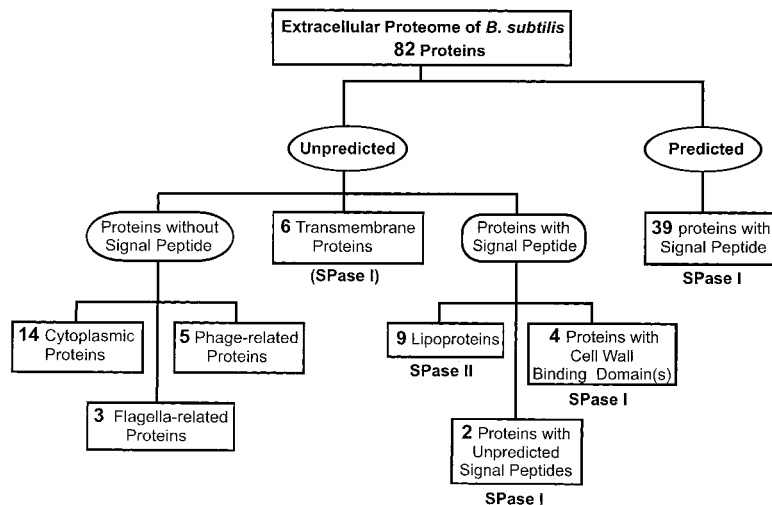 Extracellular Proteome of B. subtilis
82 Proteins
Unpredicted
Predicted
Proteins without
Signal Peptide
6 Transmembrane
Proteins
(SPase I)
Proteins with
Signal Peptide
39 proteins with
Signal Peptide
SPase I
14 Cytoplasmic
Proteins
5 Phage-related
Proteins
3 Flagella-related
Proteins
9 Lipoproteins
SPase II
4 Proteins with
Cell Wall
Binding Domain(s)
SPase I
2 Proteins with
Unpredicted
Signal Peptides
SPase I